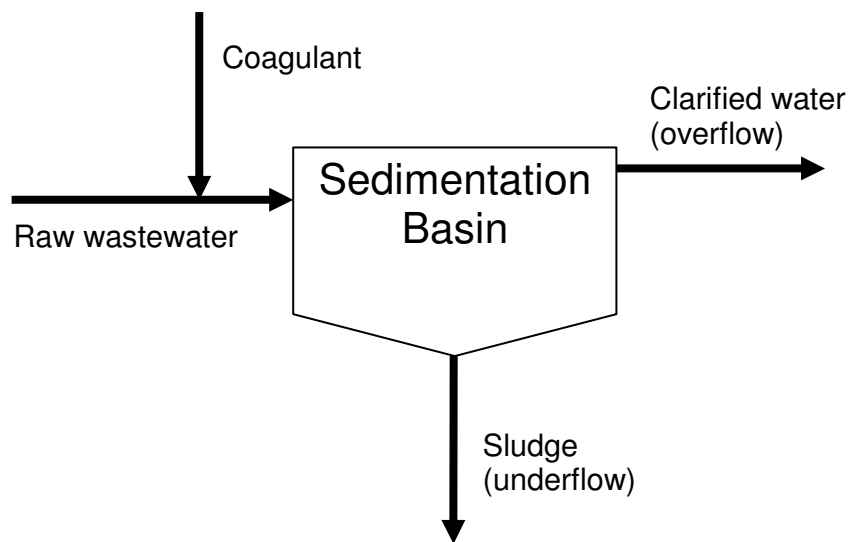 Coagulant
Clarified water
(overflow)
Sedimentation
Basin
Raw wastewater
Sludge
(underflow)